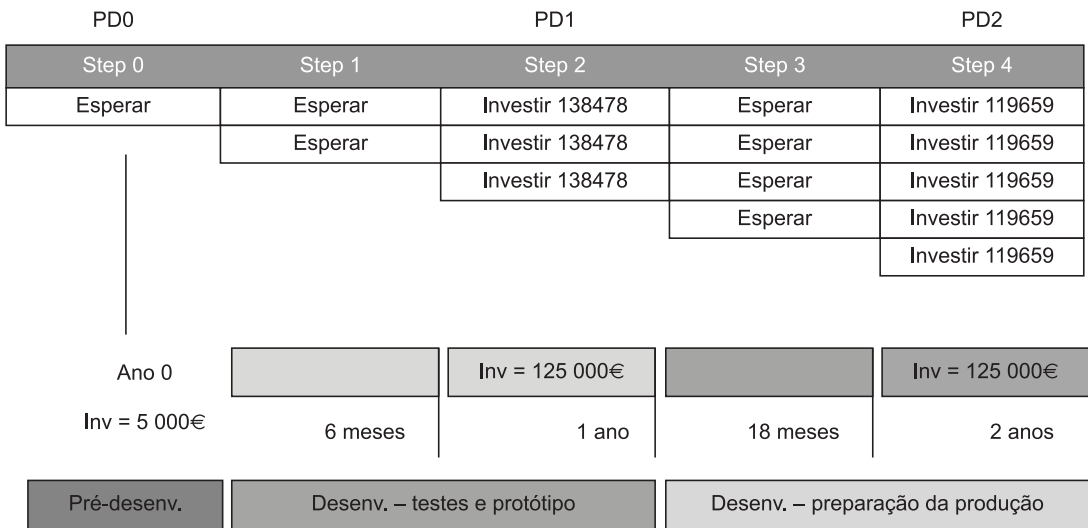 PD0 PD1 PD2
Step 0 Step 1 Step 2 Step 3 Step 4
Esperar Esperar Investir 138478 Esperar Investir 119659
Esperar Investir 138478 Esperar Investir 119659
Investir 138478 Esperar Investir 119659
Esperar Investir 119659
Investir 119659
Ano 0 Inv = 125 000€ Inv = 125 000€
Inv = 5 000€ 6 meses 1 ano 18 meses 2 anos
Pré-desenv. Desenv. – testes e protótipo Desenv. – preparação da produção